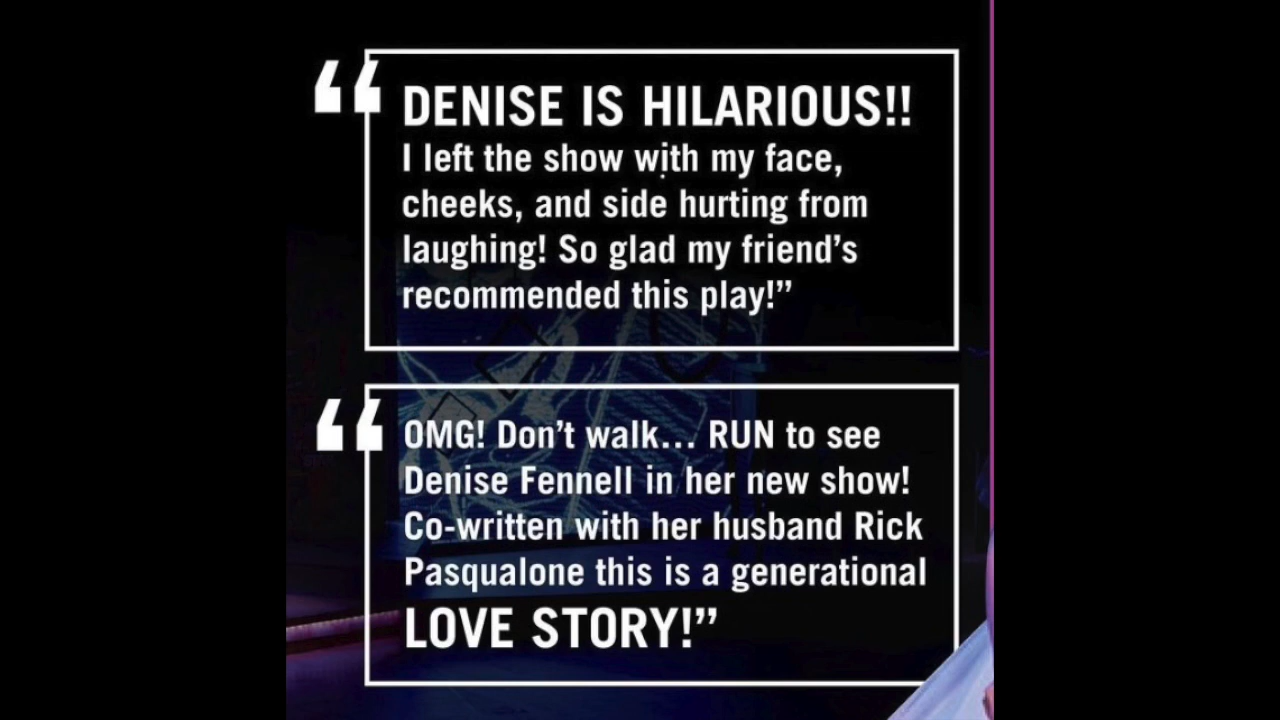 “DENISE IS HILARIOUS!!
I left the show with my face,
cheeks, and side hurting from
laughing! So glad my friend’s
recommended this play!”
“OMG! Don’t walk... RUN to see
Denise Fennell in her new show!
Co-written with her husband Rick
Pasqualone this is a generational
LOVE STORY!”